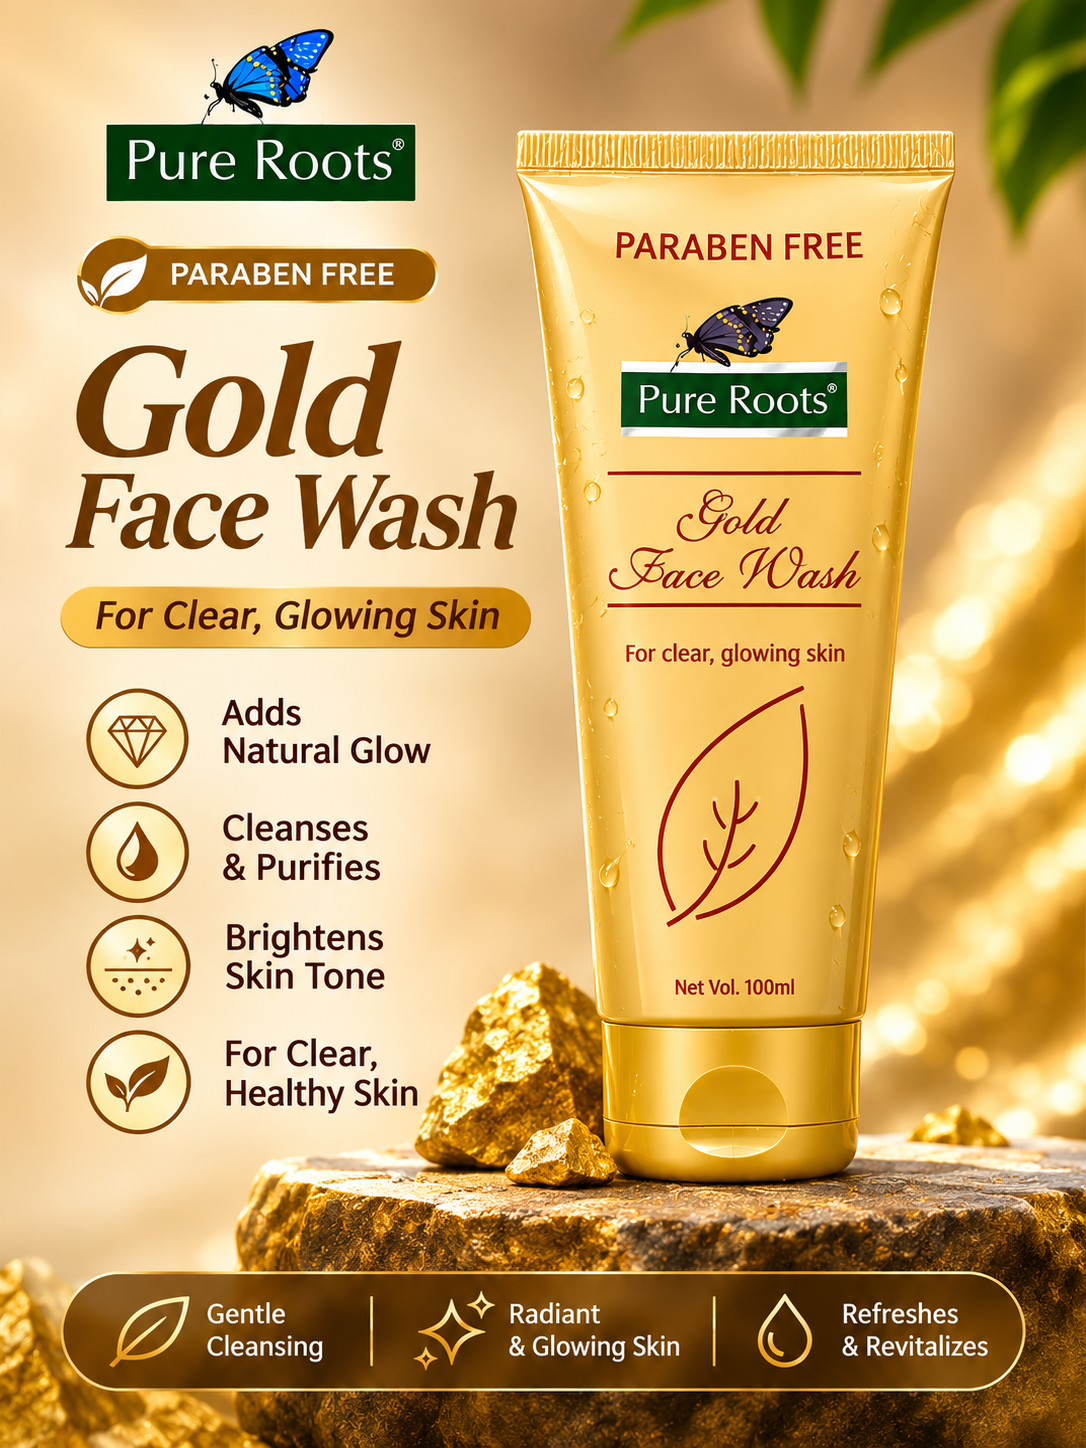 Pure Roots®
PARABEN FREE
Gold
Face Wash
For Clear, Glowing Skin
Adds
Natural Glow
Cleanses
& Purifies
Brightens
Skin Tone
For Clear,
Healthy Skin
PARABEN FREE
Pure Roots®
Gold
Face Wash
For clear, glowing skin
Net Vol. 100ml
Gentle
Cleansing
Radiant
& Glowing Skin
Refreshes
& Revitalizes